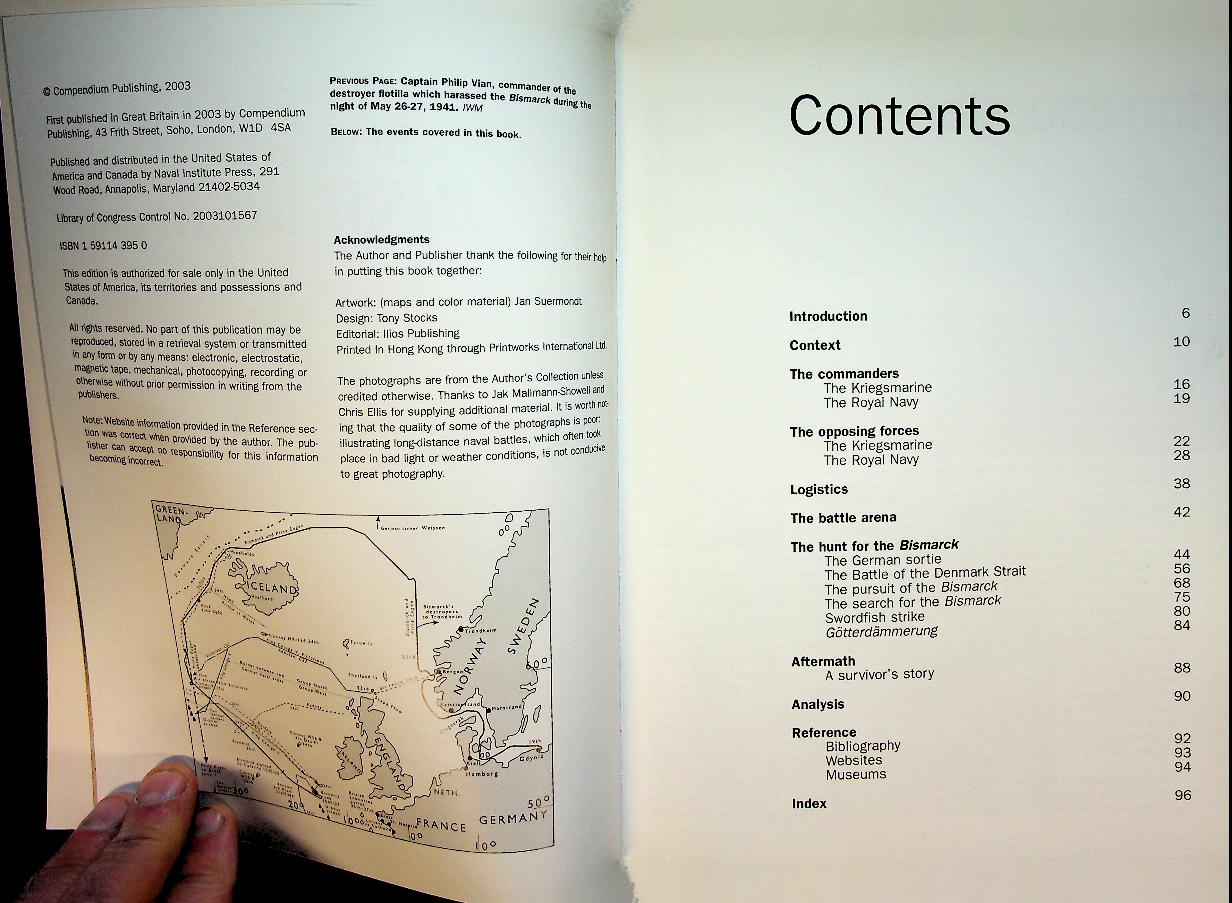 © Compendium Publishing, 2003
First published in Great Britain in 2003 by Compendium
Publishing, 43 Frith Street, Soho, London, W1D 4SA
Published and distributed in the United States of
America and Canada by Naval Institute Press, 291
Wood Road, Annapolis, Maryland 21402-5034
Library of Congress Control No. 2003101567
ISBN 1 59114 395 0
This edition is authorized for sale only in the United
States of America, its territories and possessions and
Canada.
All rights reserved. No part of this publication may be
reproduced, stored in a retrieval system or transmitted
in any form or by any means: electronic, electrostatic,
magnetic tape, mechanical, photocopying, recording or
otherwise without prior permission in writing from the
publishers.
Note: Website information provided in the Reference sec-
tion was correct when provided by the author. The pub-
lisher can accept no responsibility for this information
becoming incorrect.
PREVIOUS PAGE: Captain Philip Vian, commander of the
destroyer flotilla which harassed the Bismarck during the
night of May 26-27, 1941. IWM
BELOW: The events covered in this book.
Acknowledgments
The Author and Publisher thank the following for their help
in putting this book together:
Artwork: (maps and color material) Jan Suermondt
Design: Tony Stocks
Editorial: Ilios Publishing
Printed in Hong Kong through Printworks International Ltd.
The photographs are from the Author's Collection unless
credited otherwise. Thanks to Jak Mallmann-Showell and
Chris Ellis for supplying additional material. It is worth not-
ing that the quality of some of the photographs is poor:
illustrating long-distance naval battles, which often took
place in bad light or weather conditions, is not conducive
to great photography.
GREEN-
LAND
ICELAND
Bismarck's
destroyers
to Trondheim
Trondheim
NORWAY
SWEDEN
60°
Bergen
ENGLAND
Kiel
Hamburg
Gdynia
NETH.
FRANCE
GERMANY
50°
30°
20°
10°
0°
10°
Contents
Introduction 6
Context 10
The commanders
The Kriegsmarine 16
The Royal Navy 19
The opposing forces
The Kriegsmarine 22
The Royal Navy 28
Logistics 38
The battle arena 42
The hunt for the Bismarck
The German sortie 44
The Battle of the Denmark Strait 56
The pursuit of the Bismarck 68
The search for the Bismarck 75
Swordfish strike 80
Götterdämmerung 84
Aftermath
A survivor's story 88
Analysis 90
Reference
Bibliography 92
Websites 93
Museums 94
Index 96